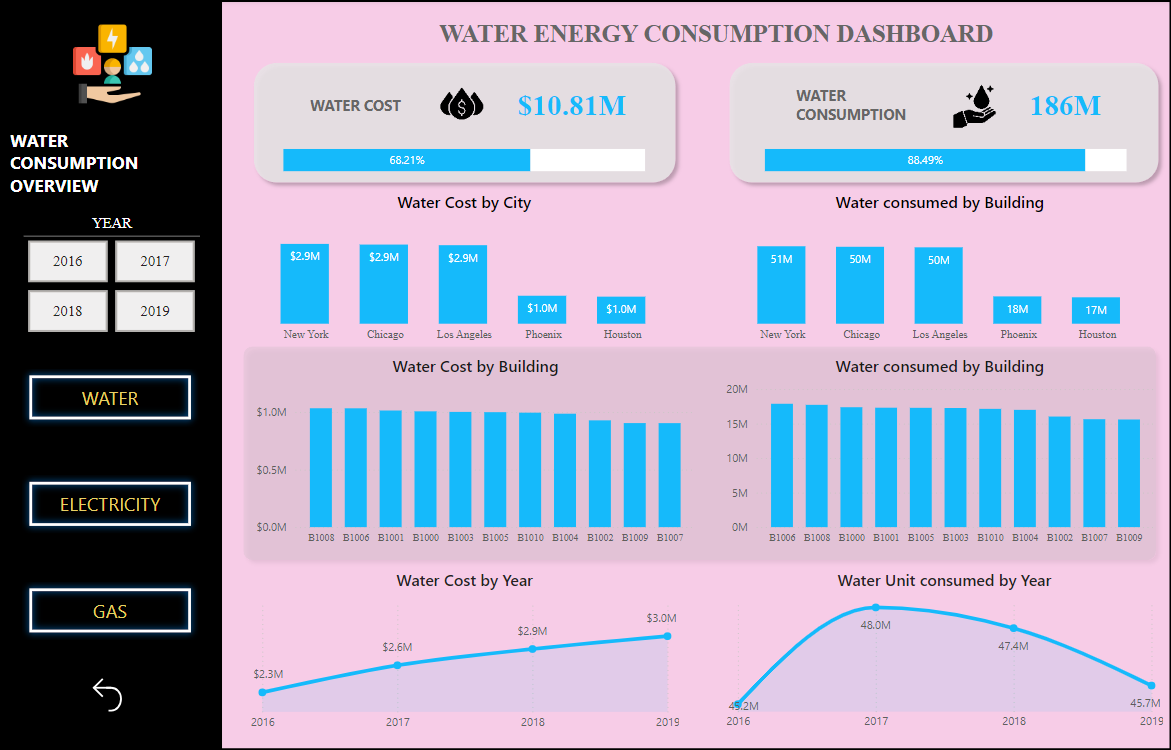 WATER ENERGY CONSUMPTION DASHBOARD
WATER
CONSUMPTION
OVERVIEW
YEAR
2016 2017
2018 2019
WATER
ELECTRICITY
GAS
WATER COST $10.81M
68.21%
WATER
CONSUMPTION
186M
88.49%
Water Cost by City
$2.9M $2.9M $2.9M $1.0M $1.0M
New York Chicago Los Angeles Phoenix Houston
Water consumed by Building
51M 50M 50M 18M 17M
New York Chicago Los Angeles Phoenix Houston
Water Cost by Building
$1.0M
$0.5M
$0.0M
B1008 B1006 B1001 B1000 B1003 B1005 B1010 B1004 B1002 B1009 B1007
Water consumed by Building
20M
15M
10M
5M
0M
B1006 B1008 B1000 B1001 B1005 B1003 B1010 B1004 B1002 B1007 B1009
Water Cost by Year
$2.3M $2.6M $2.9M $3.0M
2016 2017 2018 2019
Water Unit consumed by Year
45.2M 48.0M 47.4M 45.7M
2016 2017 2018 2019